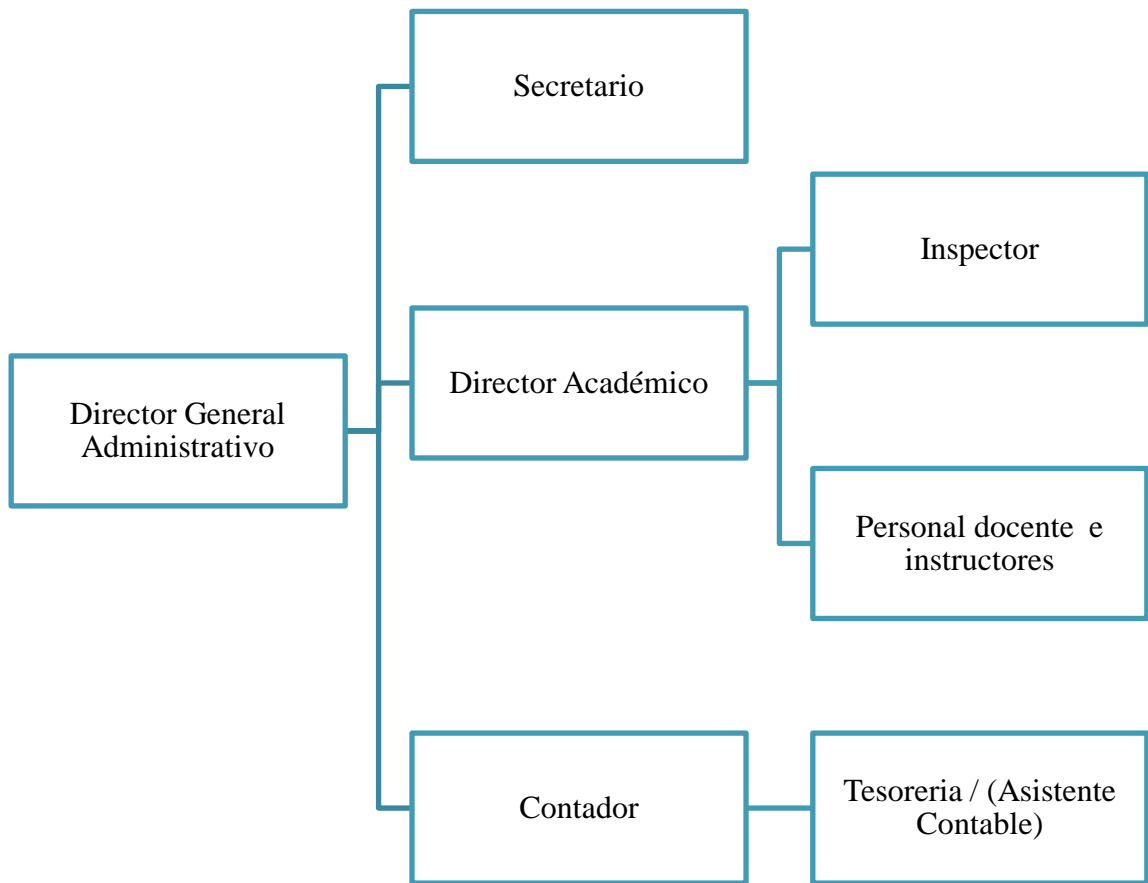 Secretario
Inspector
Director Académico
Director General
Administrativo
Personal docente  e
instructores
Contador
Tesoreria / (Asistente
Contable)